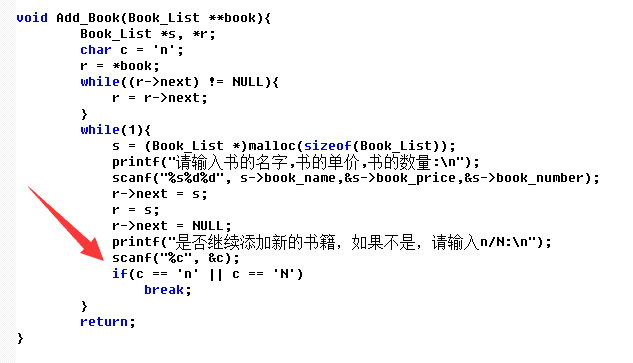 void Add_Book(Book_List **book){
Book_List *s, *r;
char c = 'n';
r = *book;
while((r->next) != NULL){
r = r->next;
}
while(1){
s = (Book_List *)malloc(sizeof(Book_List));
printf("请输入书的名字,书的单价,书的数量:\n");
scanf("%s%d%d", s->book_name,&s->book_price,&s->book_number);
r->next = s;
r = s;
r->next = NULL;
printf("是否继续添加新的书籍，如果不是，请输入n/N:\n");
scanf("%c", &c);
if(c == 'n' || c == 'N')
break;
}
return;
}